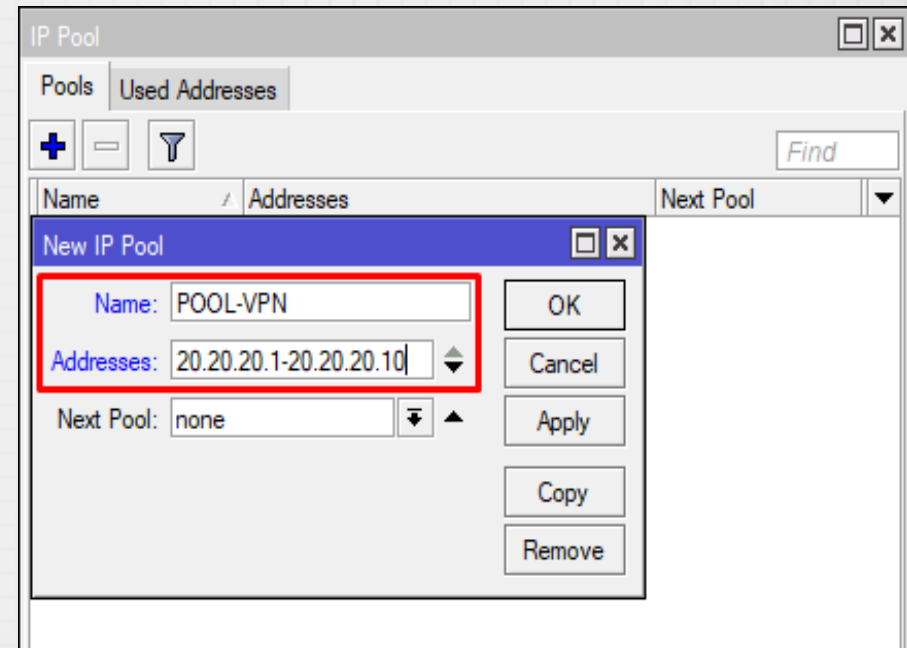 IP Pool
Pools Used Addresses
Find
Name Addresses Next Pool
New IP Pool
Name: POOL-VPN OK
Addresses: 20.20.20.1-20.20.20.10 Cancel
Next Pool: none Apply
Copy
Remove